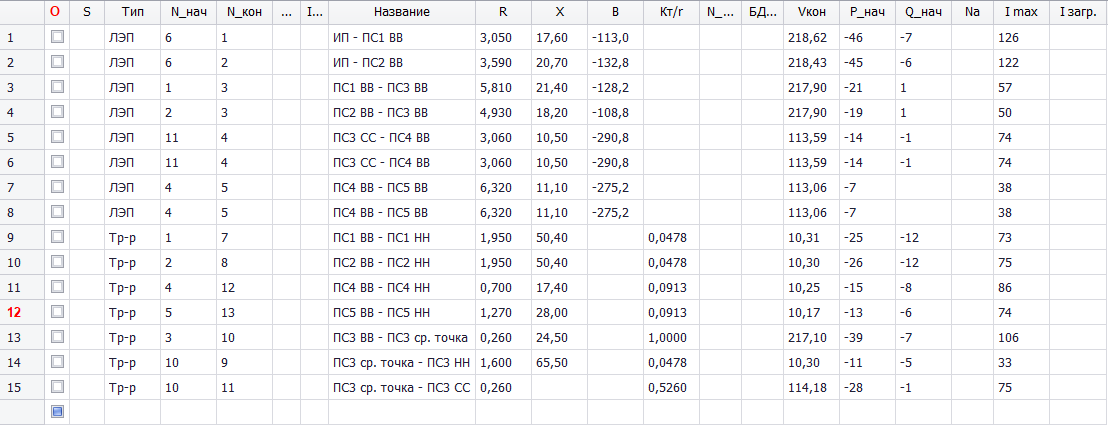 O S Тип N_нач N_кон ... I... Название R X B Кт/r N_... БД... Vкон P_нач Q_нач Na I max I загр.
1 ЛЭП 6 1 ИП - ПС1 ВВ 3,050 17,60 -113,0 218,62 -46 -7 126
2 ЛЭП 6 2 ИП - ПС2 ВВ 3,590 20,70 -132,8 218,43 -45 -6 122
3 ЛЭП 1 3 ПС1 ВВ - ПС3 ВВ 5,810 21,40 -128,2 217,90 -21 1 57
4 ЛЭП 2 3 ПС2 ВВ - ПС3 ВВ 4,930 18,20 -108,8 217,90 -19 1 50
5 ЛЭП 11 4 ПС3 СС - ПС4 ВВ 3,060 10,50 -290,8 113,59 -14 -1 74
6 ЛЭП 11 4 ПС3 СС - ПС4 ВВ 3,060 10,50 -290,8 113,59 -14 -1 74
7 ЛЭП 4 5 ПС4 ВВ - ПС5 ВВ 6,320 11,10 -275,2 113,06 -7 38
8 ЛЭП 4 5 ПС4 ВВ - ПС5 ВВ 6,320 11,10 -275,2 113,06 -7 38
9 Тр-р 1 7 ПС1 ВВ - ПС1 НН 1,950 50,40 0,0478 10,31 -25 -12 73
10 Тр-р 2 8 ПС2 ВВ - ПС2 НН 1,950 50,40 0,0478 10,30 -26 -12 75
11 Тр-р 4 12 ПС4 ВВ - ПС4 НН 0,700 17,40 0,0913 10,25 -15 -8 86
12 Тр-р 5 13 ПС5 ВВ - ПС5 НН 1,270 28,00 0,0913 10,17 -13 -6 74
13 Тр-р 3 10 ПС3 ВВ - ПС3 ср. точка 0,260 24,50 1,0000 217,10 -39 -7 106
14 Тр-р 10 9 ПС3 ср. точка - ПС3 НН 1,600 65,50 0,0478 10,30 -11 -5 33
15 Тр-р 10 11 ПС3 ср. точка - ПС3 СС 0,260 0,5260 114,18 -28 -1 75